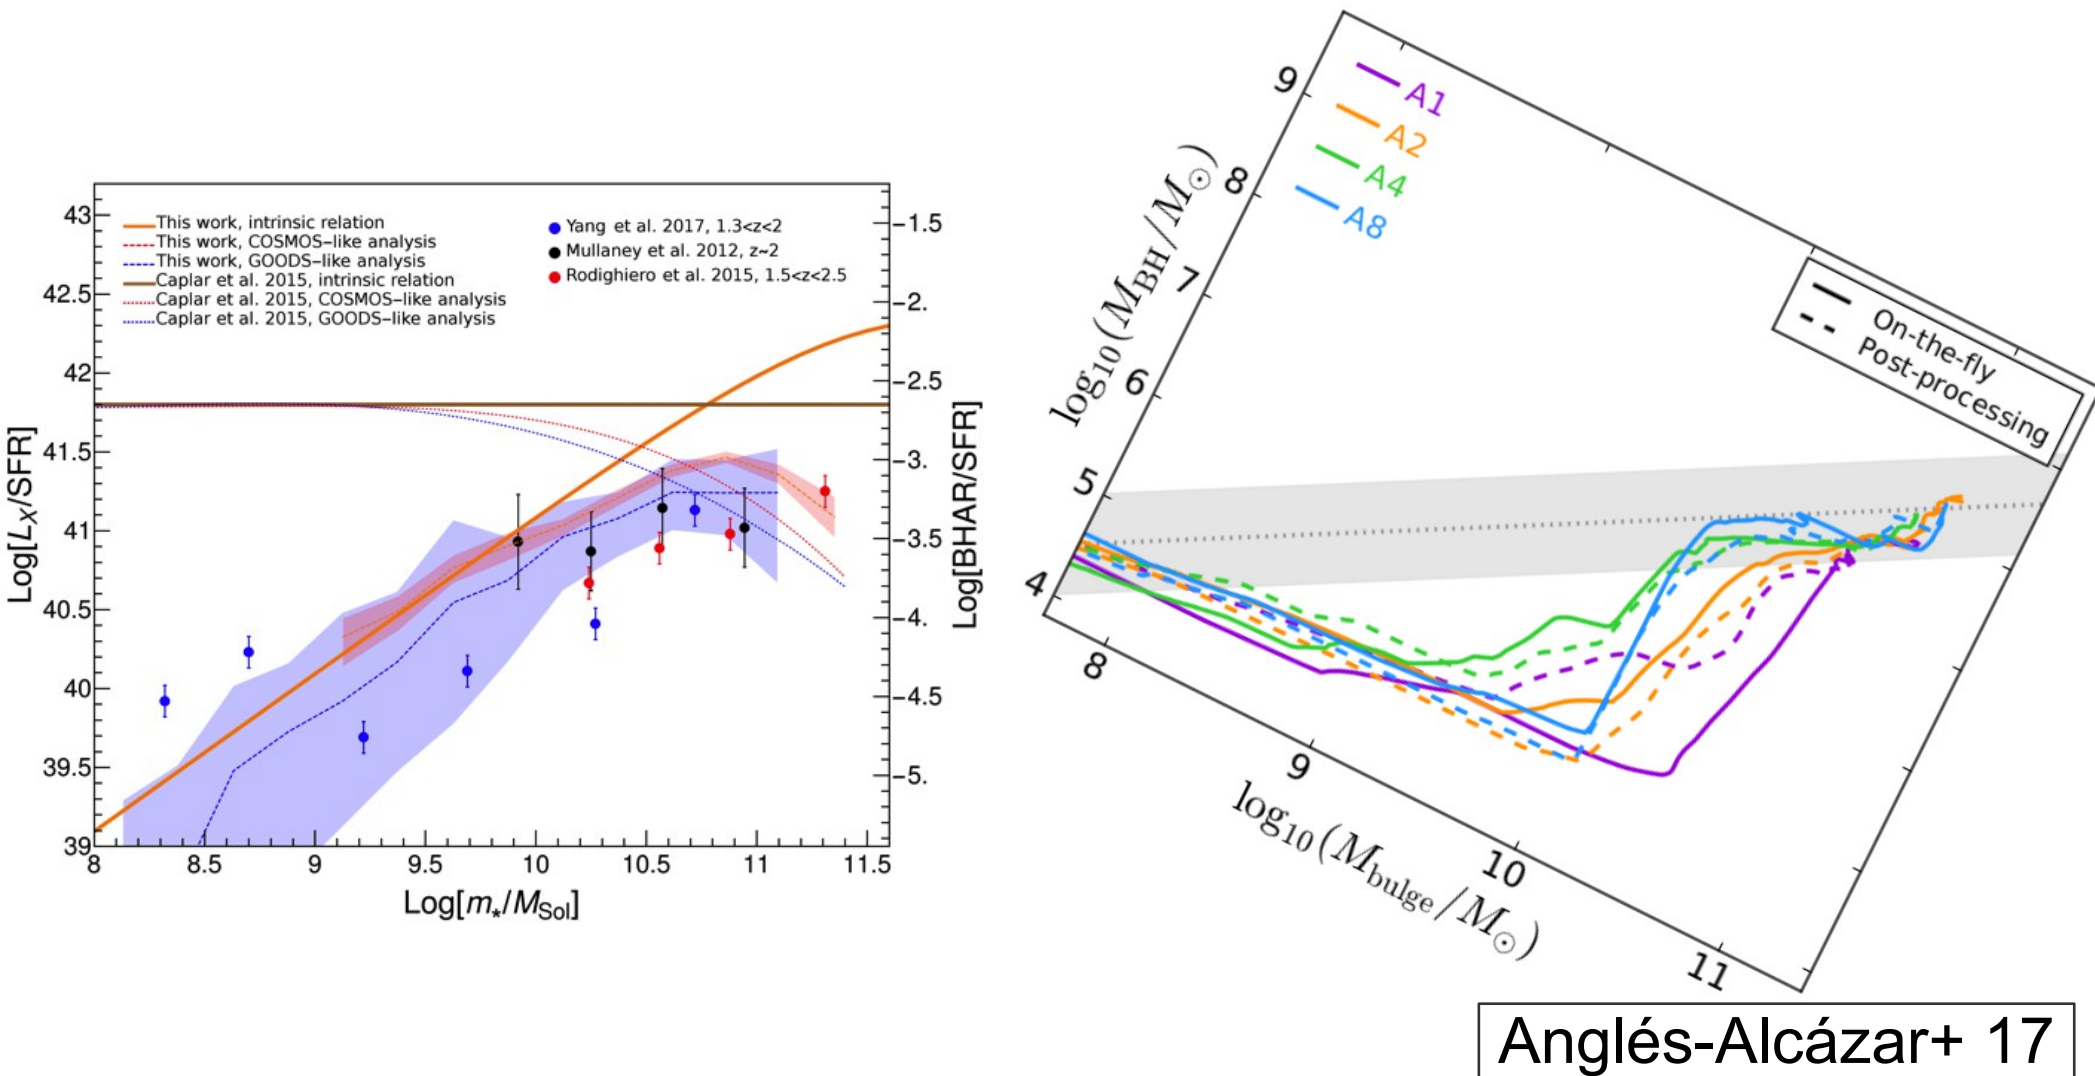 43
42.5
42
41.5
41
40.5
40
39.5
39
Log[L_X/SFR]
This work, intrinsic relation
This work, COSMOS–like analysis
This work, GOODS–like analysis
Caplar et al. 2015, intrinsic relation
Caplar et al. 2015, COSMOS–like analysis
Caplar et al. 2015, GOODS–like analysis
Yang et al. 2017, 1.3<z<2
Mullaney et al. 2012, z~2
Rodighiero et al. 2015, 1.5<z<2.5
−1.5
−2.
−2.5
−3.
−3.5
−4.
−4.5
−5.
Log[BHAR/SFR]
8 8.5 9 9.5 10 10.5 11 11.5
Log[m_*/M_Sol]
9
8
7
6
5
4
log10(M_BH/M_⊙)
A1
A2
A4
A8
On-the-fly
Post-processing
8 9 10 11
log10(M_bulge/M_⊙)
Anglés-Alcázar+ 17